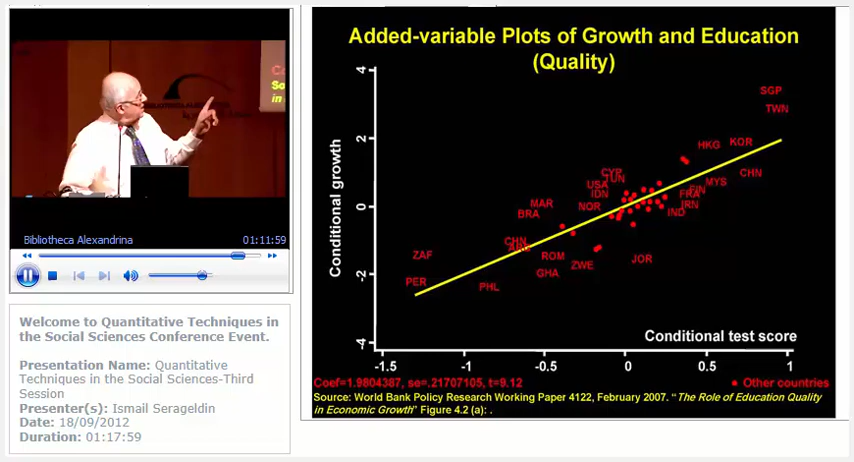 Co
So
in
Bibliotheca Alexandrina 01:11:59
Welcome to Quantitative Techniques in
the Social Sciences Conference Event.
Presentation Name: Quantitative
Techniques in the Social Sciences-Third
Session
Presenter(s): Ismail Serageldin
Date: 18/09/2012
Duration: 01:17:59
Added-variable Plots of Growth and Education
(Quality)
Conditional growth
4
2
0
-2
-4
SGP
TWN
HKG KOR
CHN
MYS
CYP
TUN
USA
IDN
FIN
FRA
NOR
IRN
IND
MAR
BRA
CHN
ARG
ZAF
ROM
ZWE
JOR
GHA
PER
PHL
Conditional test score
-1.5 -1 -0.5 0 0.5 1
Coef=1.9804387, se=.21707105, t=9.12
Other countries
Source: World Bank Policy Research Working Paper 4122, February 2007. "The Role of Education Quality
in Economic Growth" Figure 4.2 (a): .